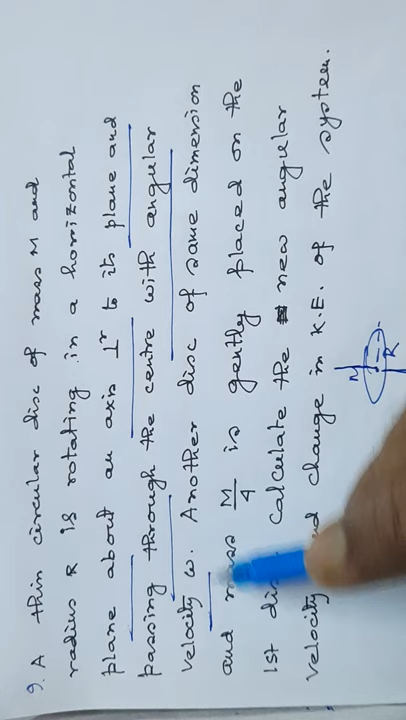 9. A thin circular disc of mass M and
radius R is rotating in a horizontal
plane about an axis ⊥r to its plane and
passing through the centre with angular
velocity ω. Another disc of same dimension
and mass M/4 is gently placed on the
1st dis calculate the new angular
velocity change in K.E. of the system.
M
R